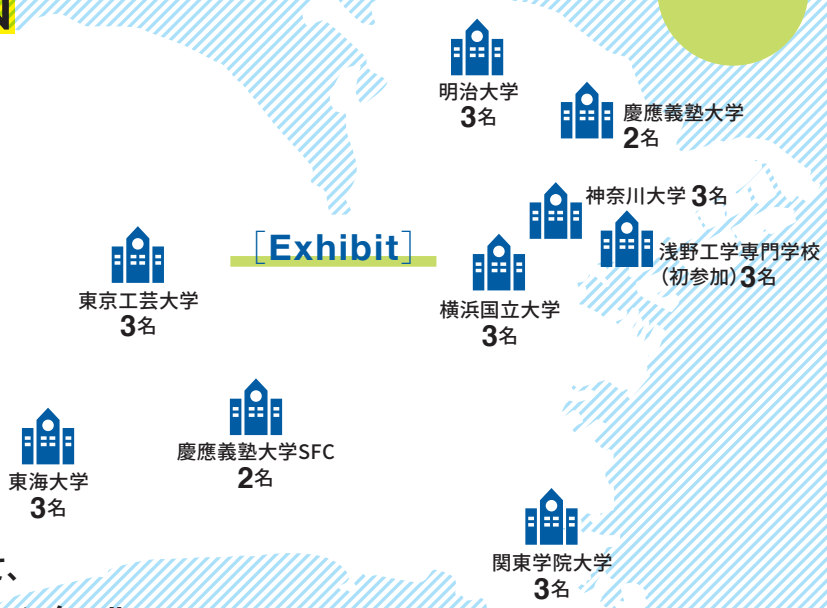 N
明治大学
3名
慶應義塾大学
2名
神奈川大学 3名
浅野工学専門学校
(初参加)3名
[Exhibit]
東京工芸大学
3名
横浜国立大学
3名
慶應義塾大学SFC
2名
東海大学
3名
関東学院大学
3名